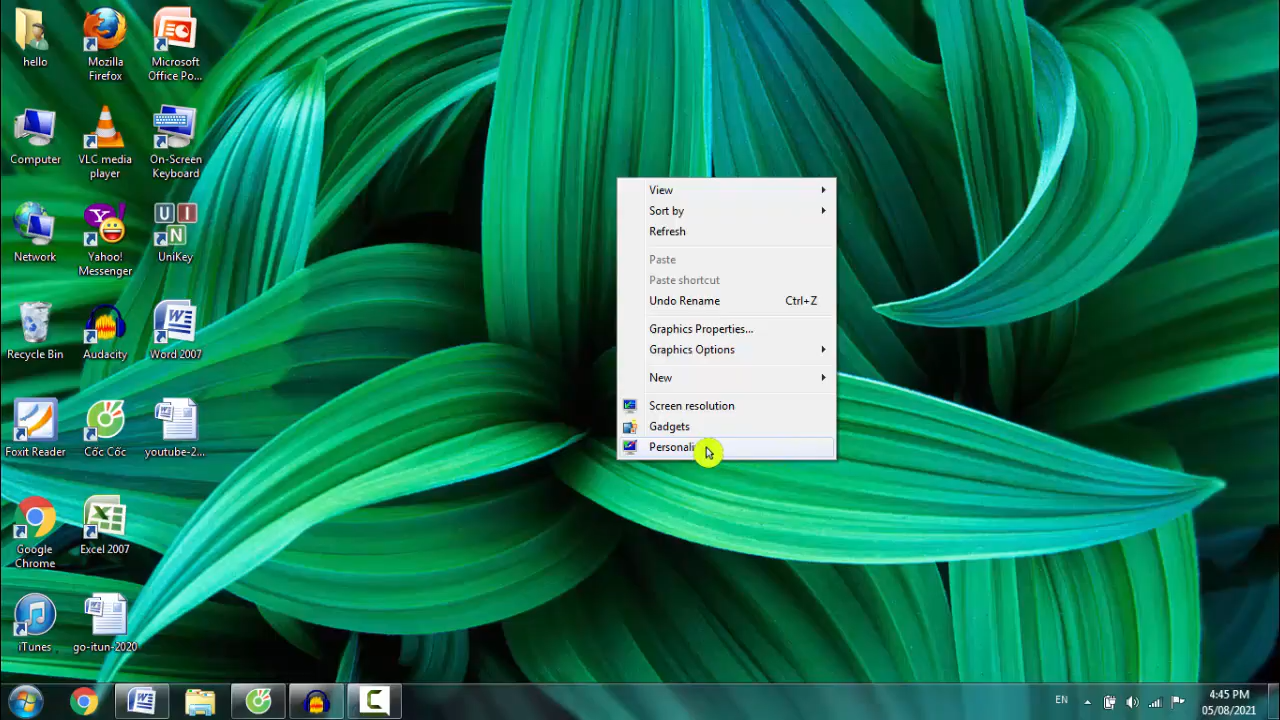 hello
Mozilla
Firefox
Microsoft
Office Po...
Computer
VLC media
player
On-Screen
Keyboard
Network
Yahoo!
Messenger
U I
N
UniKey
Recycle Bin
Audacity
Word 2007
Foxit Reader
Cốc Cốc
youtube-2...
Google
Chrome
Excel 2007
iTunes
go-itun-2020
View
Sort by
Refresh
Paste
Paste shortcut
Undo Rename Ctrl+Z
Graphics Properties...
Graphics Options
New
Screen resolution
Gadgets
EN
4:45 PM
05/08/2021